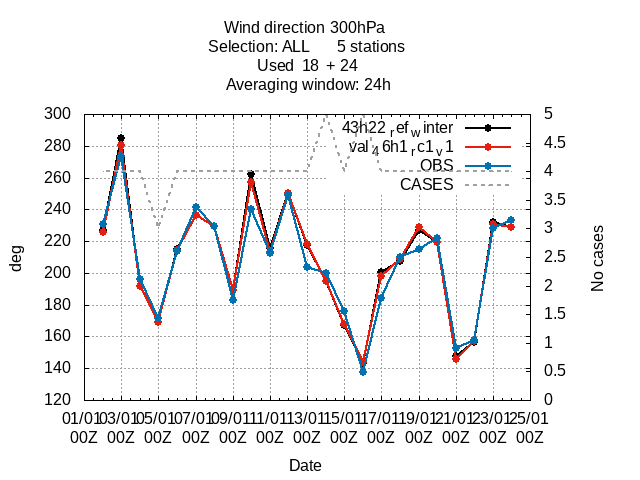 Wind direction 300hPa
Selection: ALL 5 stations
Used 18 + 24
Averaging window: 24h
43h22_ref_winter
val_46h1_rc1_v1
OBS
CASES
300
280
260
240
220
200
180
160
140
120
deg
5
4.5
4
3.5
3
2.5
2
1.5
1
0.5
0
No cases
01/01 03/01 05/01 07/01 09/01 11/01 13/01 15/01 17/01 19/01 21/01 23/01 25/01
00Z 00Z 00Z 00Z 00Z 00Z 00Z 00Z 00Z 00Z 00Z 00Z 00Z
Date